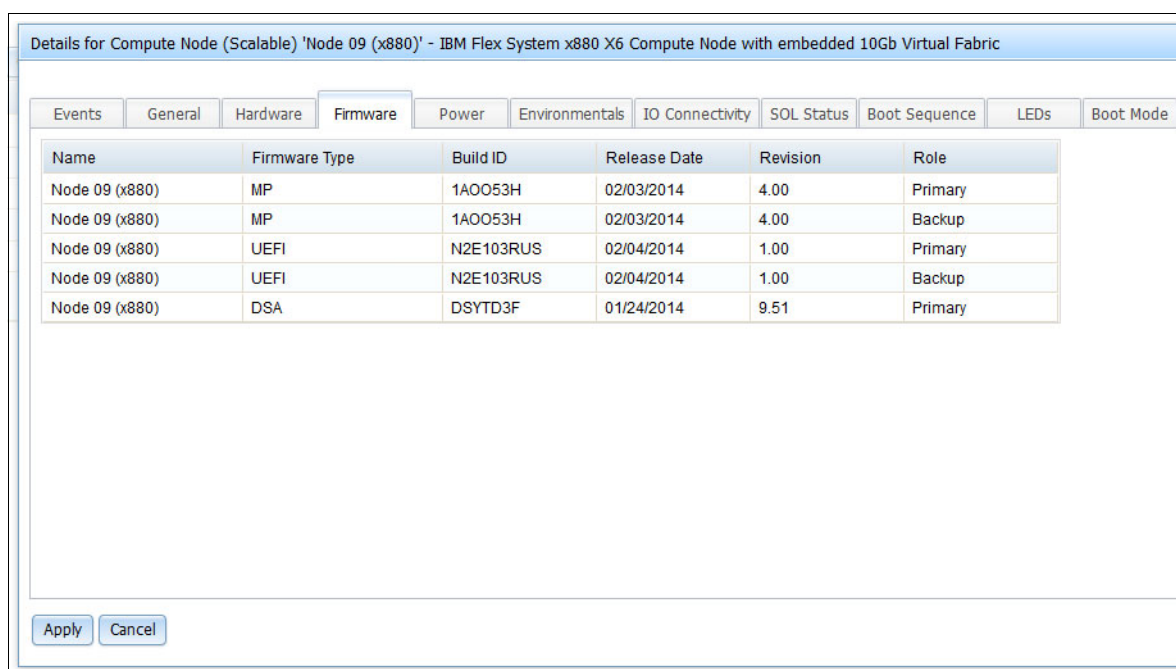 Details for Compute Node (Scalable) 'Node 09 (x880)' - IBM Flex System x880 X6 Compute Node with embedded 10Gb Virtual Fabric
Events General Hardware Firmware Power Environmentals IO Connectivity SOL Status Boot Sequence LEDs Boot Mode
Name Firmware Type Build ID Release Date Revision Role
Node 09 (x880) MP 1AOO53H 02/03/2014 4.00 Primary
Node 09 (x880) MP 1AOO53H 02/03/2014 4.00 Backup
Node 09 (x880) UEFI N2E103RUS 02/04/2014 1.00 Primary
Node 09 (x880) UEFI N2E103RUS 02/04/2014 1.00 Backup
Node 09 (x880) DSA DSYTD3F 01/24/2014 9.51 Primary
Apply Cancel